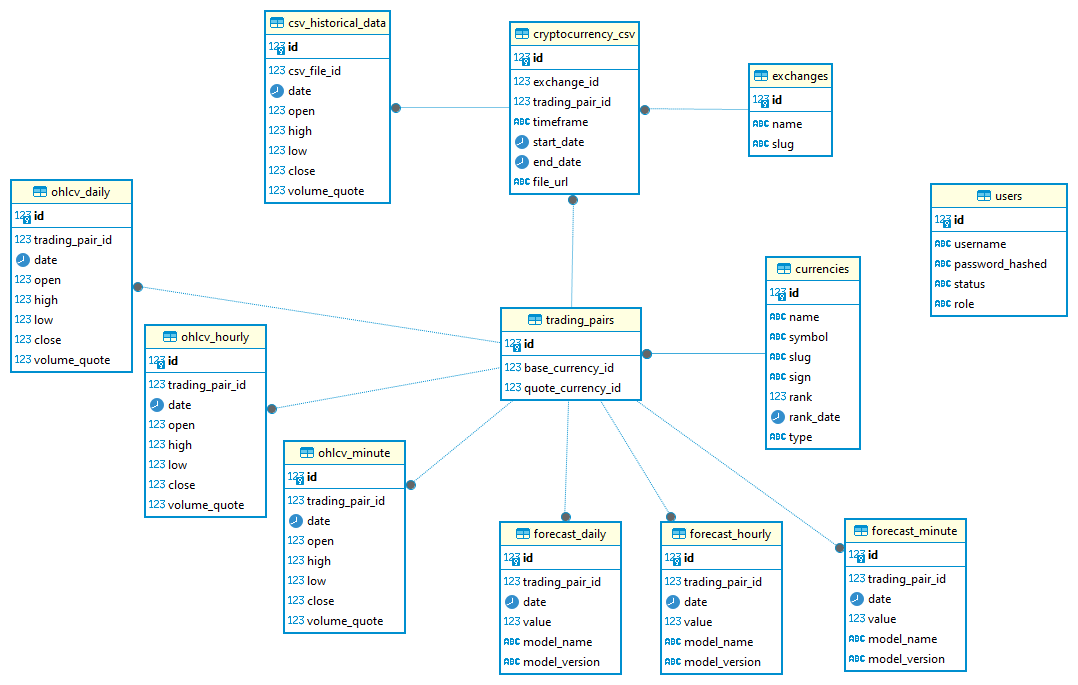 csv_historical_data
123 id
123 csv_file_id
date
123 open
123 high
123 low
123 close
123 volume_quote
cryptocurrency_csv
123 id
123 exchange_id
123 trading_pair_id
ABC timeframe
start_date
end_date
ABC file_url
exchanges
123 id
ABC name
ABC slug
ohlcv_daily
123 id
123 trading_pair_id
date
123 open
123 high
123 low
123 close
123 volume_quote
users
123 id
ABC username
ABC password_hashed
ABC status
ABC role
currencies
123 id
ABC name
ABC symbol
ABC slug
ABC sign
123 rank
rank_date
ABC type
trading_pairs
123 id
123 base_currency_id
123 quote_currency_id
ohlcv_hourly
123 id
123 trading_pair_id
date
123 open
123 high
123 low
123 close
123 volume_quote
ohlcv_minute
123 id
123 trading_pair_id
date
123 open
123 high
123 low
123 close
123 volume_quote
forecast_daily
123 id
123 trading_pair_id
date
123 value
ABC model_name
ABC model_version
forecast_hourly
123 id
123 trading_pair_id
date
123 value
ABC model_name
ABC model_version
forecast_minute
123 id
123 trading_pair_id
date
123 value
ABC model_name
ABC model_version